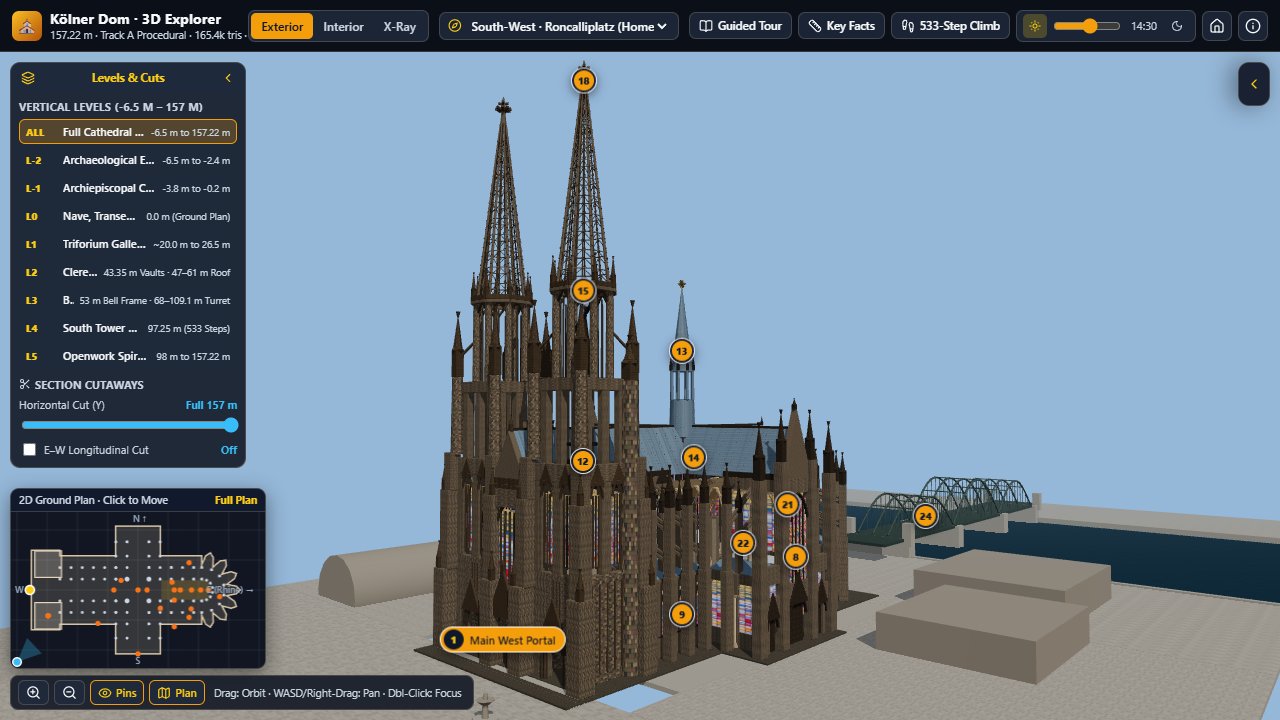 Kölner Dom · 3D Explorer
157.22 m · Track A Procedural · 165.4k tris ·
Exterior
Interior
X-Ray
South-West · Roncalliplatz (Home
Guided Tour
Key Facts
533-Step Climb
14:30
Levels & Cuts
VERTICAL LEVELS (-6.5 M – 157 M)
ALL Full Cathedral ... -6.5 m to 157.22 m
L-2 Archaeological E... -6.5 m to -2.4 m
L-1 Archiepiscopal C... -3.8 m to -0.2 m
L0 Nave, Transe... 0.0 m (Ground Plan)
L1 Triforium Galle... ~20.0 m to 26.5 m
L2 Clere... 43.35 m Vaults · 47–61 m Roof
L3 B.. 53 m Bell Frame · 68–109.1 m Turret
L4 South Tower ... 97.25 m (533 Steps)
L5 Openwork Spir... 98 m to 157.22 m
SECTION CUTAWAYS
Horizontal Cut (Y) Full 157 m
E–W Longitudinal Cut Off
2D Ground Plan · Click to Move Full Plan
N ↑
W
(Rhine) →
S
Pins
Plan
Drag: Orbit · WASD/Right-Drag: Pan · Dbl-Click: Focus
18
15
13
12
14
21
24
22
8
9
1 Main West Portal